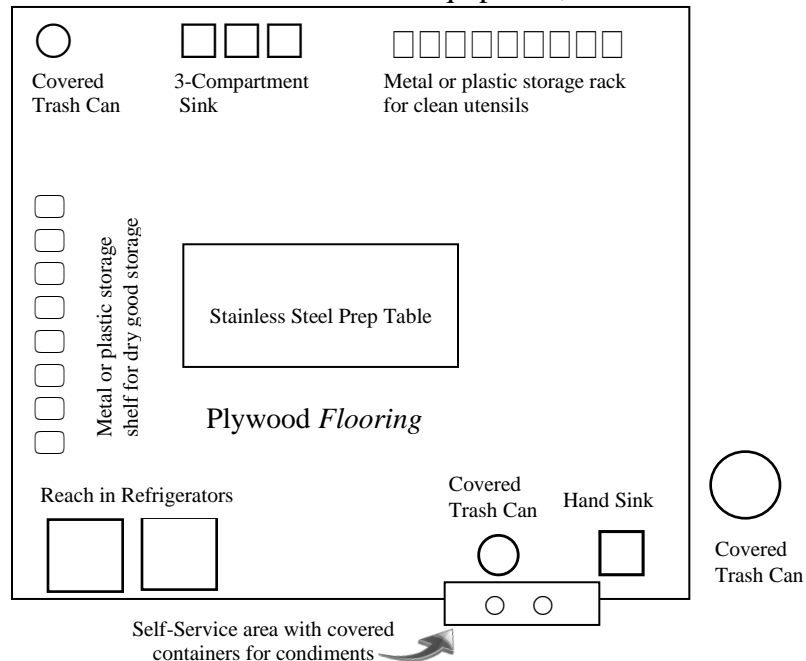 Covered
Trash Can
3-Compartment
Sink
Metal or plastic storage rack
for clean utensils
Metal or plastic storage
shelf for dry good storage
Stainless Steel Prep Table
Plywood Flooring
Reach in Refrigerators
Covered
Trash Can
Hand Sink
Covered
Trash Can
Self-Service area with covered
containers for condiments